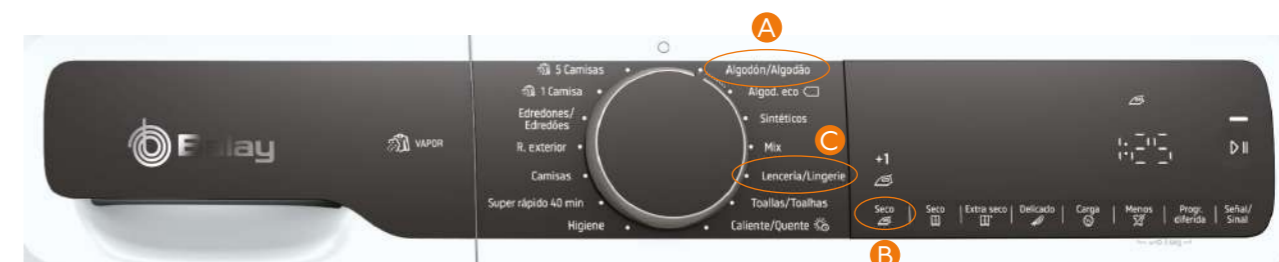 A
5 Camisas
Algodón/Algodão
1 Camisa
Algod. eco
Edredones/
Edredões
Sintéticos
Balay
VAPOR
R. exterior
Mix
C
+1
Camisas
Lencería/Lingerie
Super rápido 40 min
Toallas/Toalhas
Higiene
Caliente/Quente
Seco
Seco
Extra seco
Delicado
Carga
Menos
Progr.
diferida
Señal/
Sinal
B